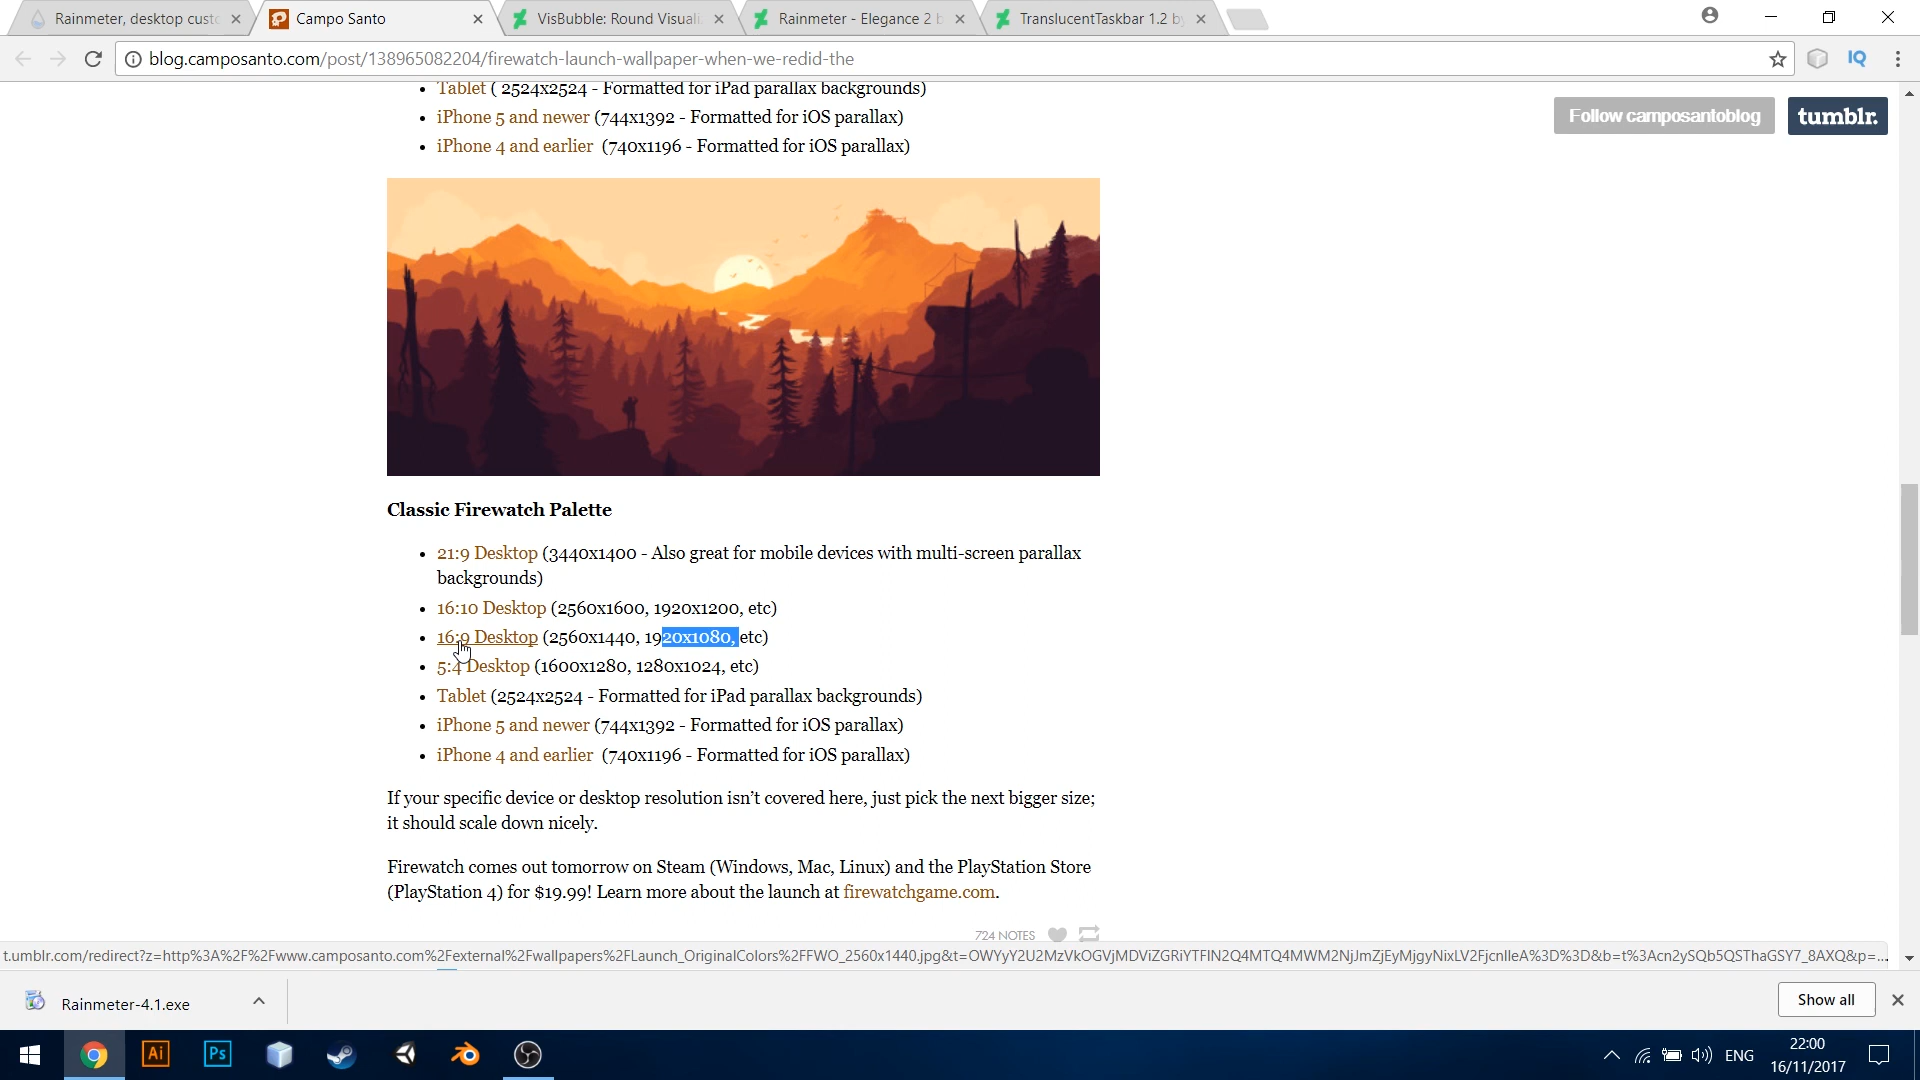 Rainmeter, desktop custo
Campo Santo
VisBubble: Round Visuali
Rainmeter - Elegance 2 b
TranslucentTaskbar 1.2 by
blog.camposanto.com/post/138965082204/firewatch-launch-wallpaper-when-we-redid-the
IQ
Follow camposantoblog
tumblr.
• Tablet ( 2524x2524 - Formatted for iPad parallax backgrounds)
• iPhone 5 and newer (744x1392 - Formatted for iOS parallax)
• iPhone 4 and earlier (740x1196 - Formatted for iOS parallax)
Classic Firewatch Palette
• 21:9 Desktop (3440x1400 - Also great for mobile devices with multi-screen parallax
backgrounds)
• 16:10 Desktop (2560x1600, 1920x1200, etc)
• 16:9 Desktop (2560x1440, 1920x1080, etc)
• 5:4 Desktop (1600x1280, 1280x1024, etc)
• Tablet (2524x2524 - Formatted for iPad parallax backgrounds)
• iPhone 5 and newer (744x1392 - Formatted for iOS parallax)
• iPhone 4 and earlier (740x1196 - Formatted for iOS parallax)
If your specific device or desktop resolution isn't covered here, just pick the next bigger size;
it should scale down nicely.
Firewatch comes out tomorrow on Steam (Windows, Mac, Linux) and the PlayStation Store
(PlayStation 4) for $19.99! Learn more about the launch at firewatchgame.com.
724 NOTES
t.umblr.com/redirect?z=http%3A%2F%2Fwww.camposanto.com%2Fexternal%2Fwallpapers%2FLaunch_OriginalColors%2FFWO_2560x1440.jpg&t=OWYyY2U2MzVkOGVjMDViZGRiYTFlN2Q4MTQ4MWM2NjJmZjEyMjgyNixLV2FjcnlleA%3D%3D&b=t%3Acn2ySQb5QSThaGSY7_8AXQ&p=...
Rainmeter-4.1.exe
Show all
Ai
Ps
ENG
22:00
16/11/2017